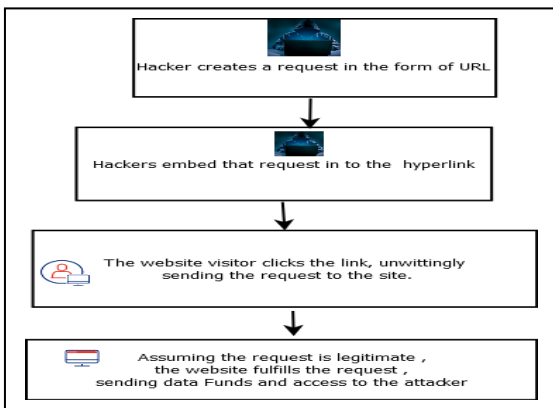 Hacker creates a request in the form of URL
Hackers embed that request in to the hyperlink
The website visitor clicks the link, unwittingly
sending the request to the site.
Assuming the request is legitimate ,
the website fulfills the request ,
sending data Funds and access to the attacker